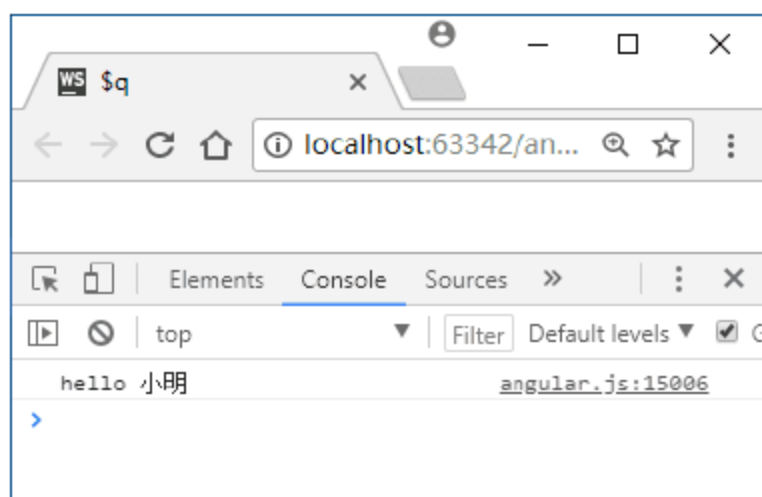 WS $q
localhost:63342/an...
Elements Console Sources »
top Filter Default levels
hello 小明 angular.js:15006
>